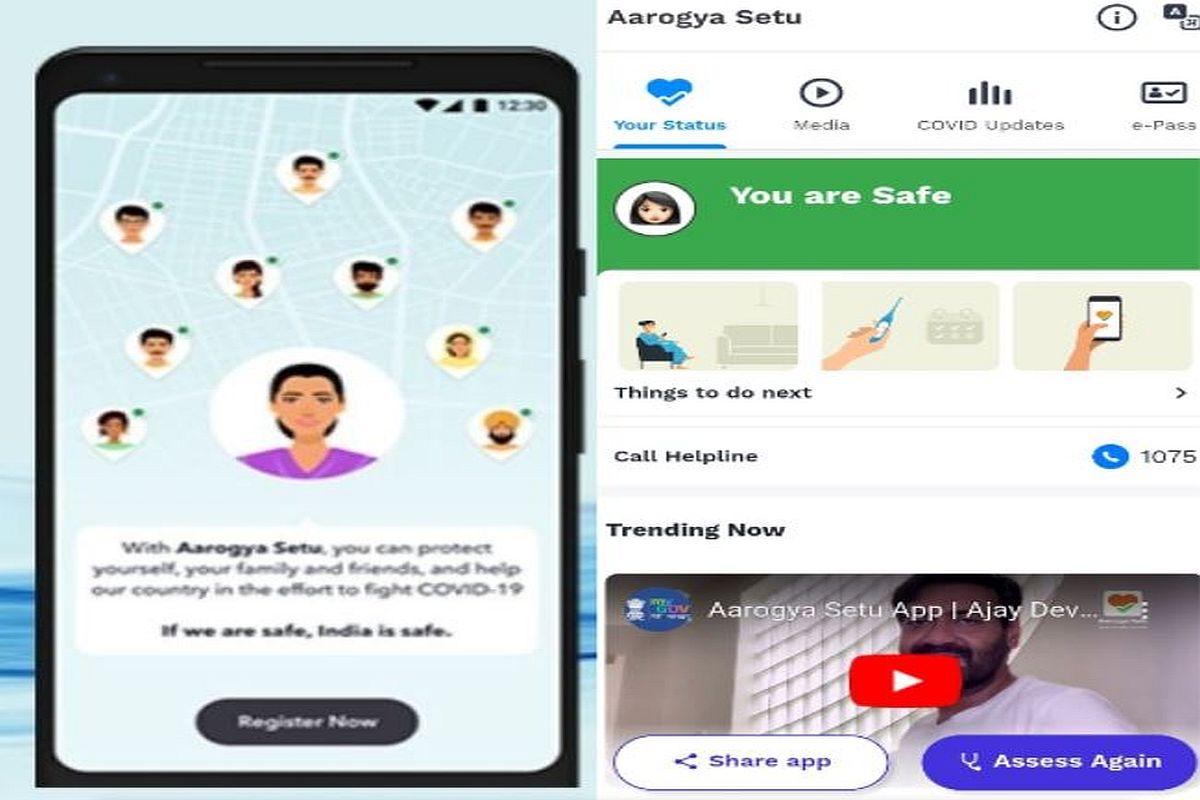 12:30
With Aarogya Setu, you can protect
yourself, your family and friends, and help
our country in the effort to fight COVID-19
If we are safe, India is safe.
Register Now
Aarogya Setu
Your Status
Media
COVID Updates
e-Pass
You are Safe
Things to do next
Call Helpline
1075
Trending Now
Aarogya Setu App | Ajay Dev...
Share app
Assess Again